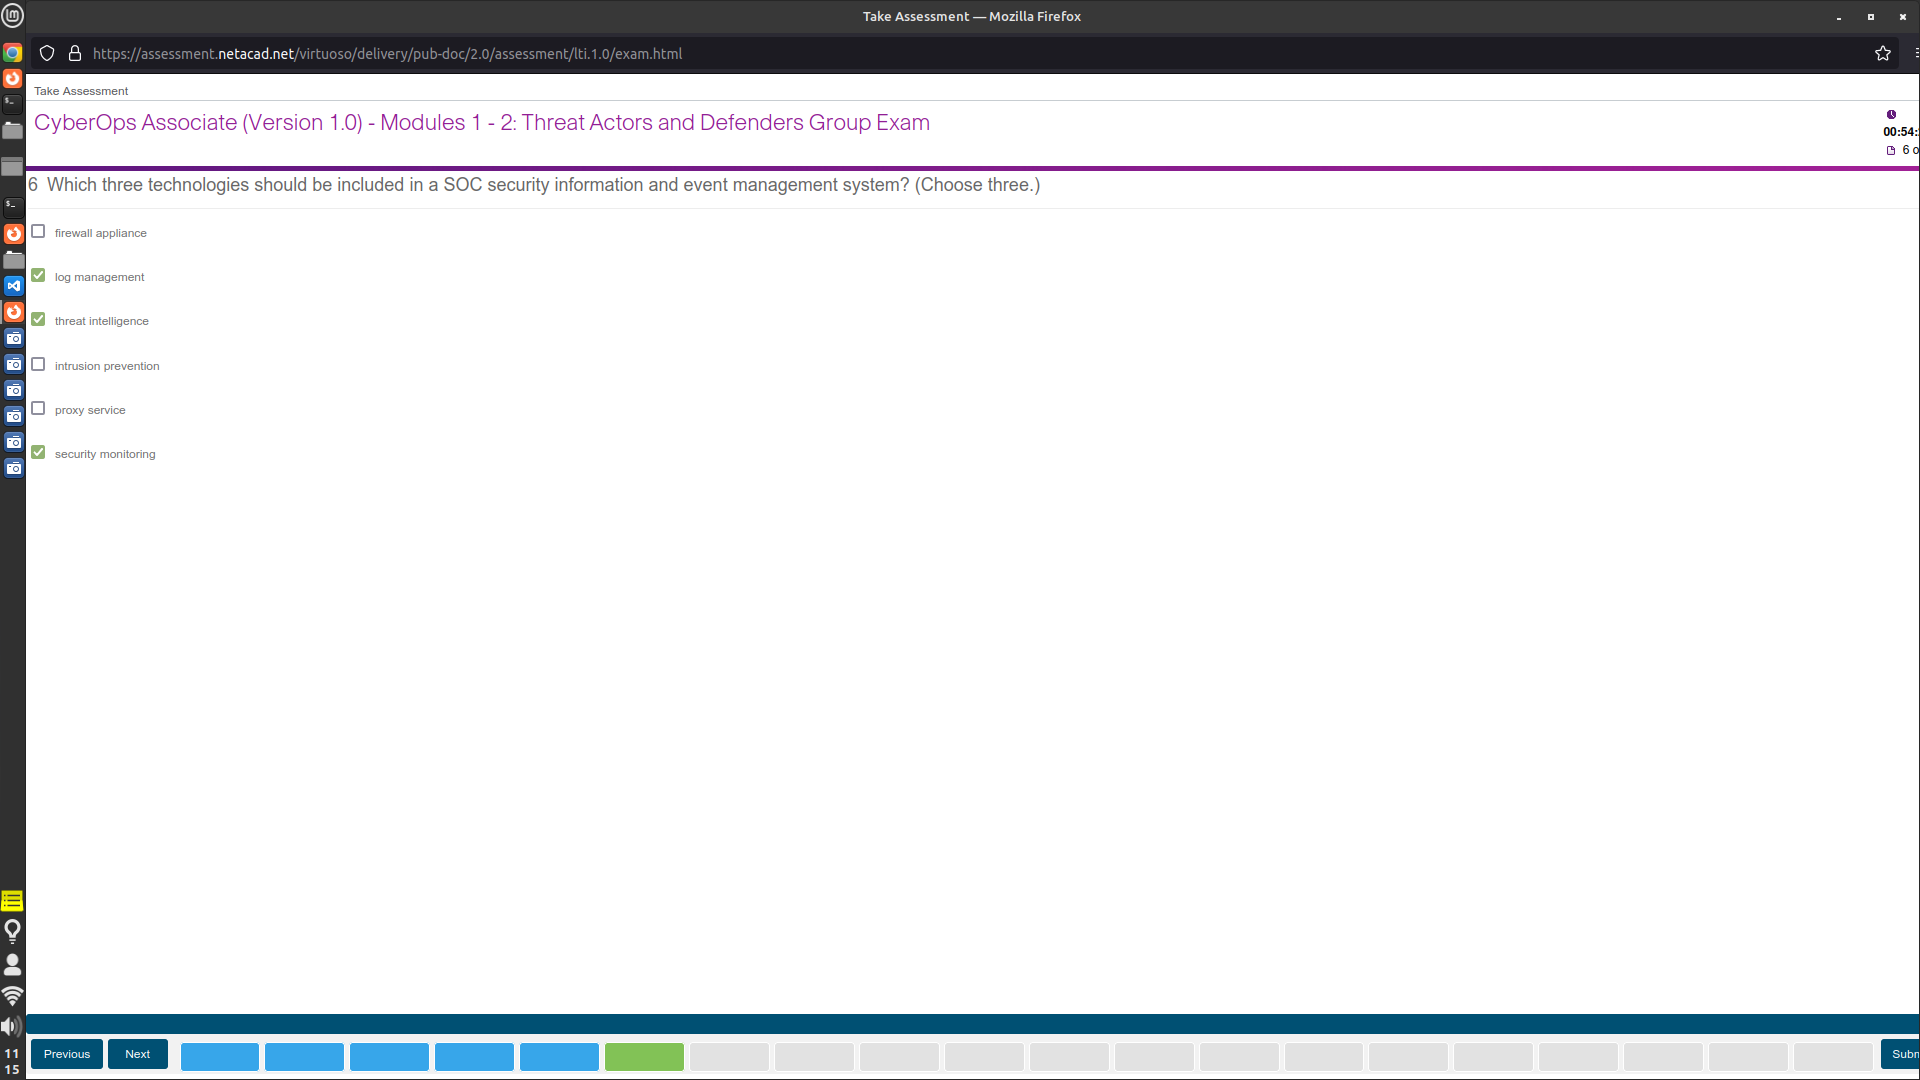 Take Assessment — Mozilla Firefox
https://assessment.netacad.net/virtuoso/delivery/pub-doc/2.0/assessment/lti.1.0/exam.html
Take Assessment
CyberOps Associate (Version 1.0) - Modules 1 - 2: Threat Actors and Defenders Group Exam
00:54:
6 o
6 Which three technologies should be included in a SOC security information and event management system? (Choose three.)
firewall appliance
log management
threat intelligence
intrusion prevention
proxy service
security monitoring
Previous
Next
Subm
11
15